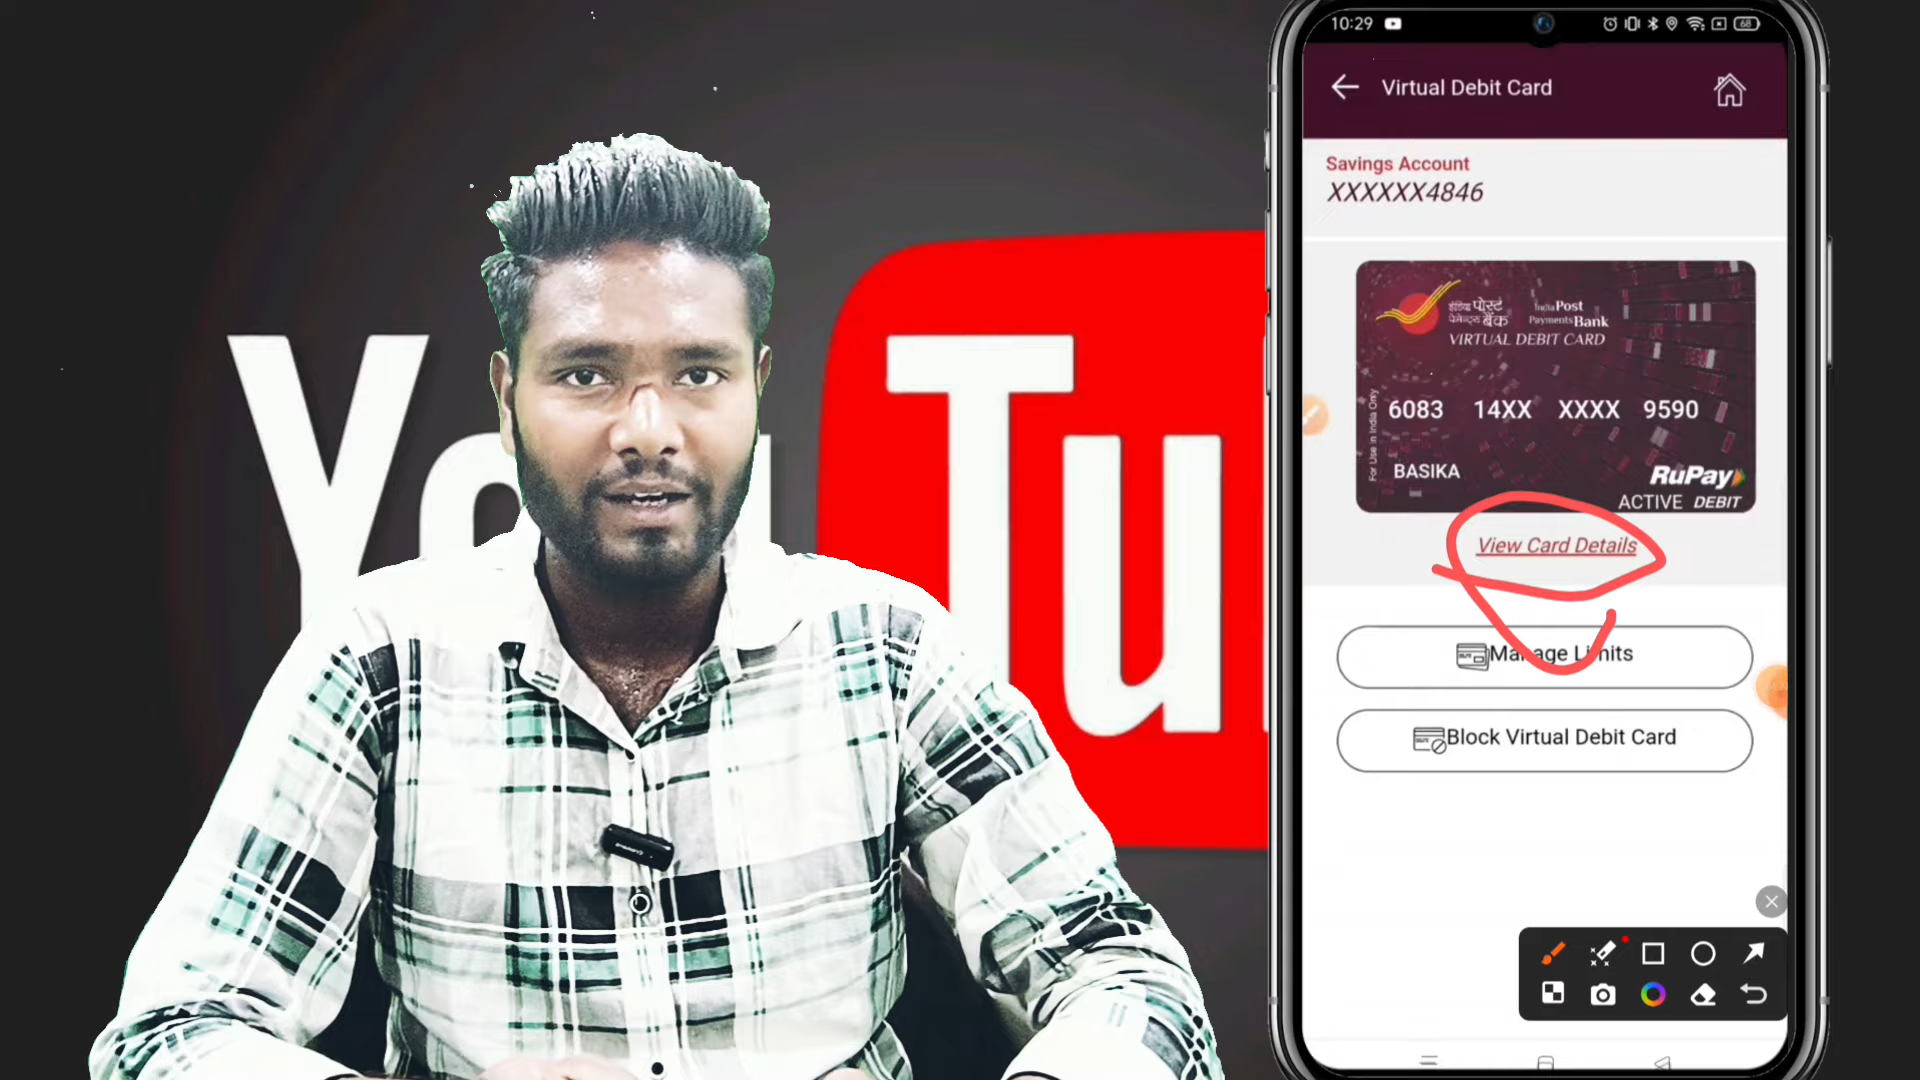 You
Tu
10:29
68
Virtual Debit Card
Savings Account
XXXXXX4846
इंडिया पोस्ट
पेमेन्ट्स बैंक
India Post
Payments Bank
VIRTUAL DEBIT CARD
For Use in India Only
6083 14XX XXXX 9590
BASIKA
RuPay
ACTIVE DEBIT
View Card Details
Manage Limits
Block Virtual Debit Card